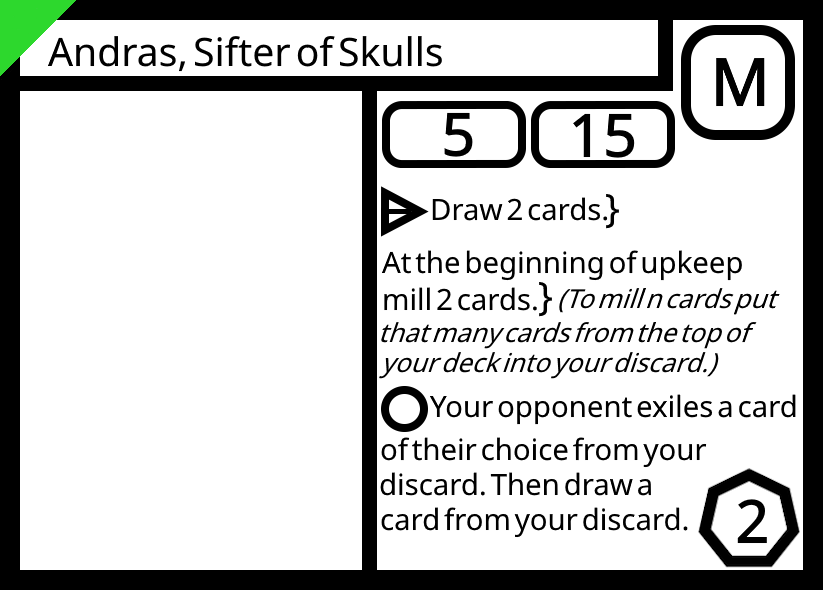 Andras, Sifter of Skulls
M
5
15
Draw 2 cards.}
At the beginning of upkeep
mill 2 cards.} (To mill n cards put
that many cards from the top of
your deck into your discard.)
Your opponent exiles a card
of their choice from your
discard. Then draw a
card from your discard.
2